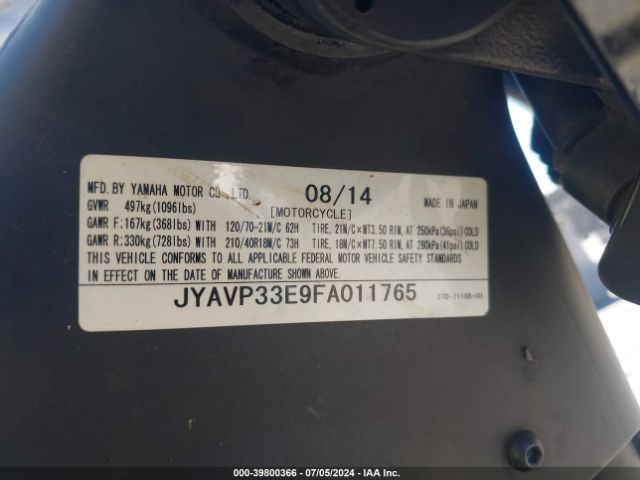 MFD. BY YAMAHA MOTOR CO., LTD. 08/14 MADE IN JAPAN
GVWR 497kg(1096lbs) [MOTORCYCLE]
GAWR F:167kg(368lbs) WITH 120/70-21M/C 62H TIRE, 21M/C×MT3.50 RIM, AT 250kPa(36psi) COLD
GAWR R:330kg(728lbs) WITH 210/40R18M/C 73H TIRE, 18M/C×MT7.50 RIM, AT 280kPa(41psi) COLD
THIS VEHICLE CONFORMS TO ALL APPLICABLE FEDERAL MOTOR VEHICLE SAFETY STANDARDS
IN EFFECT ON THE DATE OF MANUFACTURE SHOWN ABOVE.
JYAVP33E9FA011765 27D-2118B-00
000-39800366 | 07/05/2024 - IAA Inc.